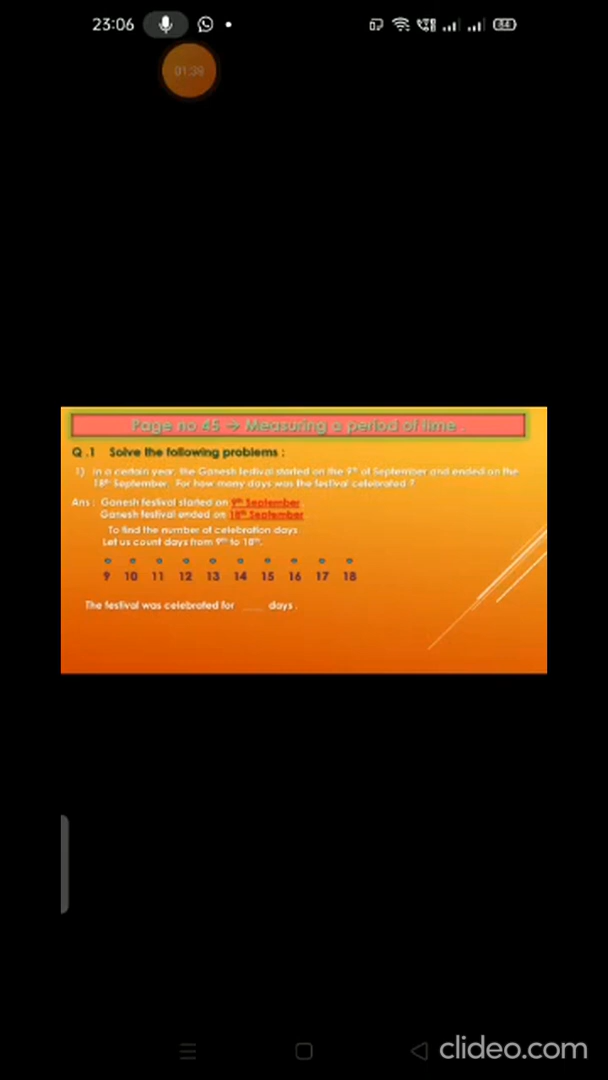 23:06
01:39
84
Page no 45 → Measuring a period of time .
Q .1 Solve the following problems :
1) In a certain year, the Ganesh festival started on the 9th of September and ended on the
18th September. For how many days was the festival celebrated ?
Ans : Ganesh festival started on 9th September
Ganesh festival ended on 18th September
To find the number of celebration days
Let us count days from 9th to 18th.
9 10 11 12 13 14 15 16 17 18
The festival was celebrated for ____ days .
clideo.com